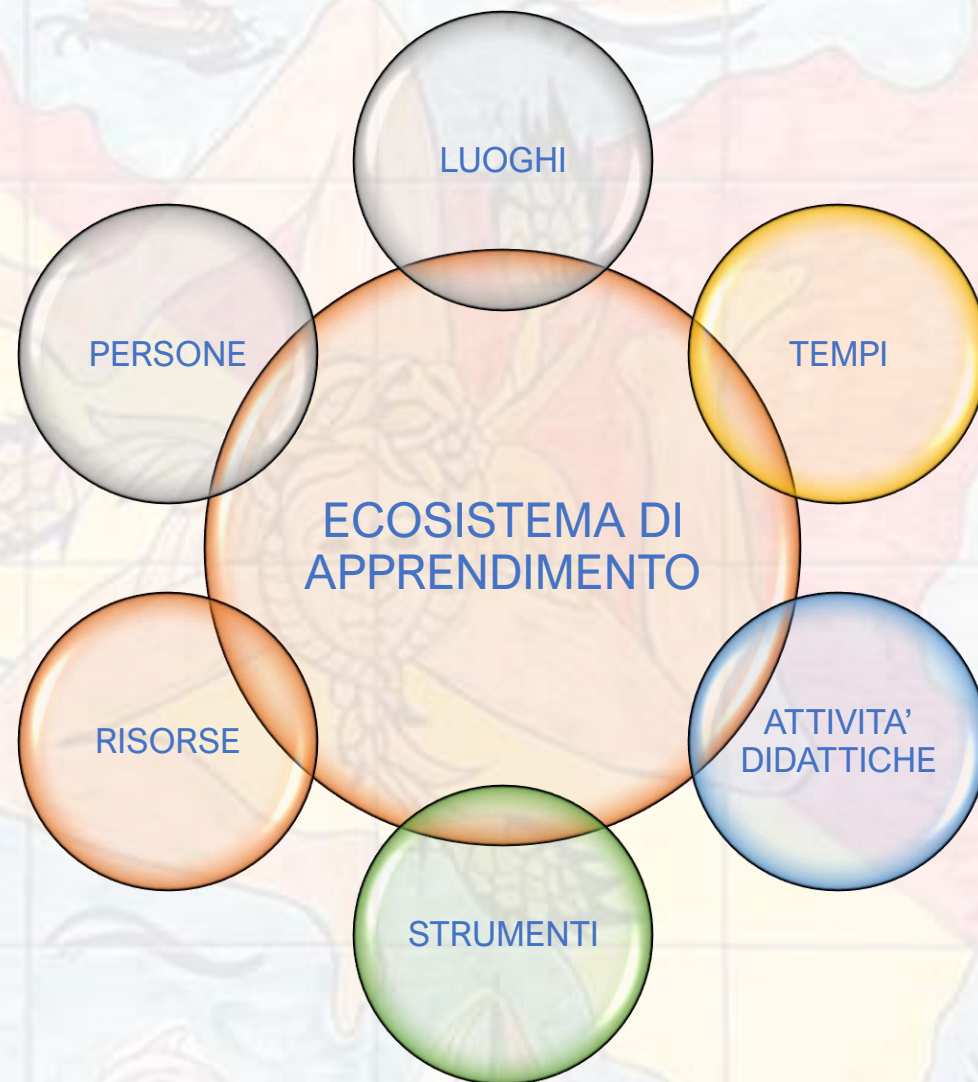 LUOGHI
PERSONE
TEMPI
ECOSISTEMA DI
APPRENDIMENTO
RISORSE
ATTIVITA’
DIDATTICHE
STRUMENTI